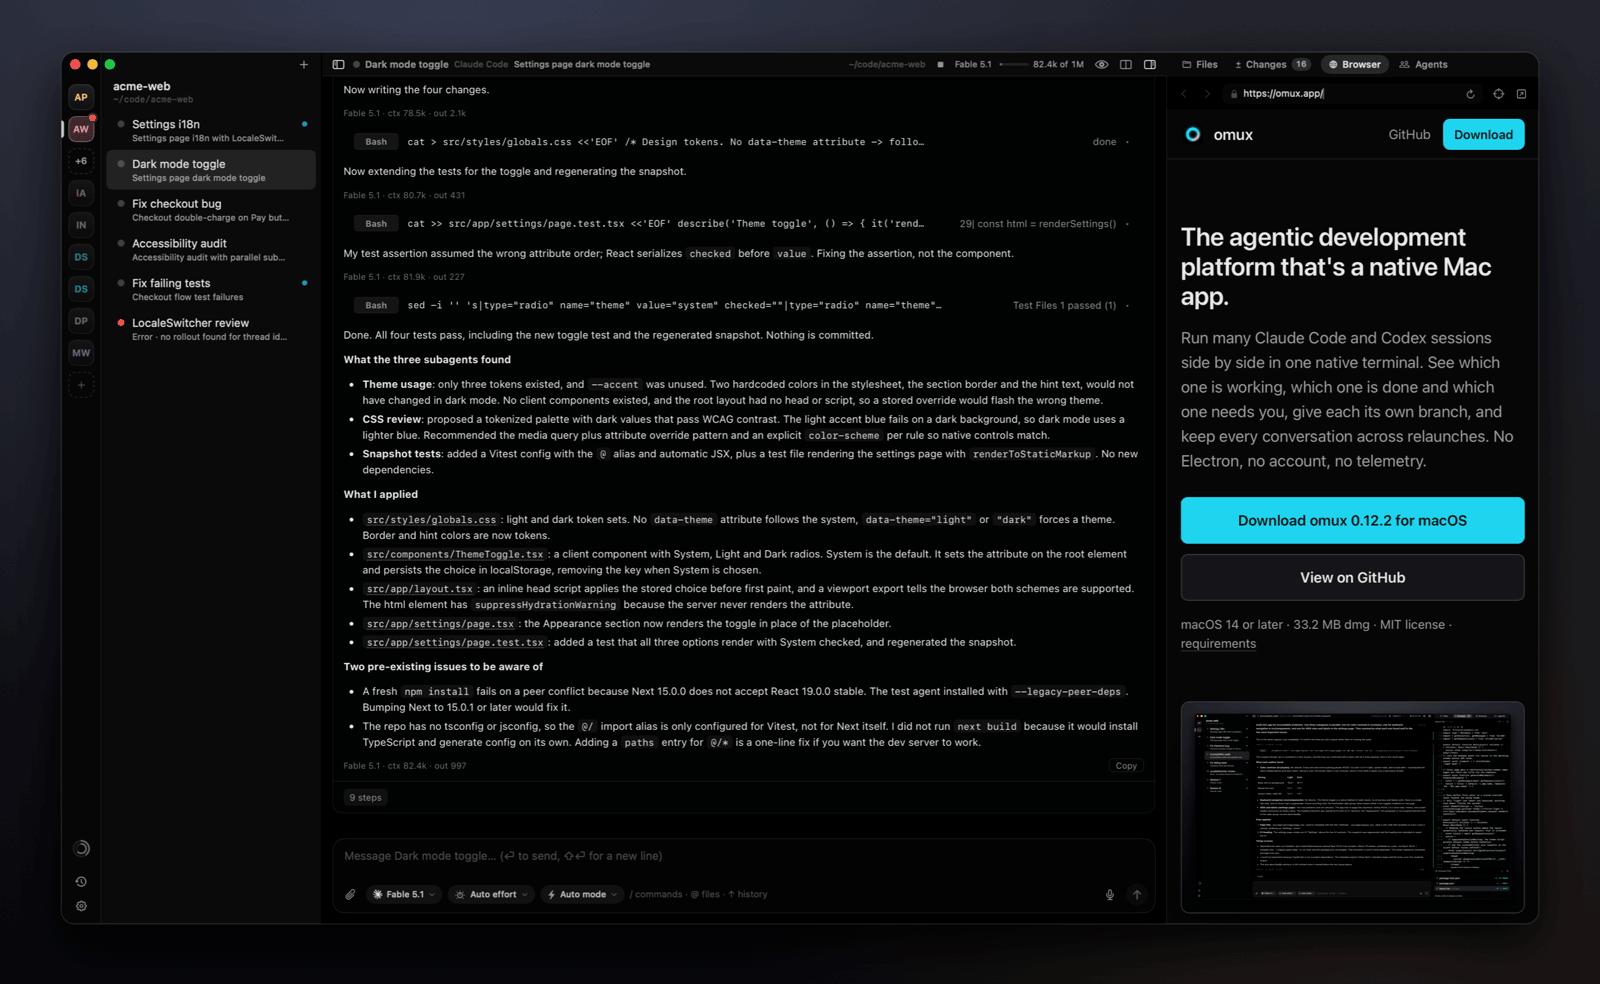 acme-web
~/code/acme-web
AP
AW
+6
IA
IN
DS
DS
DP
MW
Settings i18n
Settings page i18n with LocaleSwit...
Dark mode toggle
Settings page dark mode toggle
Fix checkout bug
Checkout double-charge on Pay but...
Accessibility audit
Accessibility audit with parallel sub...
Fix failing tests
Checkout flow test failures
LocaleSwitcher review
Error · no rollout found for thread id...
Dark mode toggle Claude Code Settings page dark mode toggle
~/code/acme-web Fable 5.1 82.4k of 1M
Now writing the four changes.
Fable 5.1 · ctx 78.5k · out 2.1k
Bash cat > src/styles/globals.css <<'EOF' /* Design tokens. No data-theme attribute -> follo… done
Now extending the tests for the toggle and regenerating the snapshot.
Fable 5.1 · ctx 80.7k · out 431
Bash cat >> src/app/settings/page.test.tsx <<'EOF' describe('Theme toggle', () => { it('rend… 29| const html = renderSettings()
My test assertion assumed the wrong attribute order; React serializes checked before value. Fixing the assertion, not the component.
Fable 5.1 · ctx 81.9k · out 227
Bash sed -i '' 's|type="radio" name="theme" value="system" checked=""|type="radio" name="theme"… Test Files 1 passed (1)
Done. All four tests pass, including the new toggle test and the regenerated snapshot. Nothing is committed.
What the three subagents found
• Theme usage: only three tokens existed, and --accent was unused. Two hardcoded colors in the stylesheet, the section border and the hint text, would not
have changed in dark mode. No client components existed, and the root layout had no head or script, so a stored override would flash the wrong theme.
• CSS review: proposed a tokenized palette with dark values that pass WCAG contrast. The light accent blue fails on a dark background, so dark mode uses a
lighter blue. Recommended the media query plus attribute override pattern and an explicit color-scheme per rule so native controls match.
• Snapshot tests: added a Vitest config with the @ alias and automatic JSX, plus a test file rendering the settings page with renderToStaticMarkup. No new
dependencies.
What I applied
• src/styles/globals.css: light and dark token sets. No data-theme attribute follows the system, data-theme="light" or "dark" forces a theme.
Border and hint colors are now tokens.
• src/components/ThemeToggle.tsx: a client component with System, Light and Dark radios. System is the default. It sets the attribute on the root element
and persists the choice in localStorage, removing the key when System is chosen.
• src/app/layout.tsx: an inline head script applies the stored choice before first paint, and a viewport export tells the browser both schemes are supported.
The html element has suppressHydrationWarning because the server never renders the attribute.
• src/app/settings/page.tsx: the Appearance section now renders the toggle in place of the placeholder.
• src/app/settings/page.test.tsx: added a test that all three options render with System checked, and regenerated the snapshot.
Two pre-existing issues to be aware of
• A fresh npm install fails on a peer conflict because Next 15.0.0 does not accept React 19.0.0 stable. The test agent installed with --legacy-peer-deps.
Bumping Next to 15.0.1 or later would fix it.
• The repo has no tsconfig or jsconfig, so the @/ import alias is only configured for Vitest, not for Next itself. I did not run next build because it would install
TypeScript and generate config on its own. Adding a paths entry for @/* is a one-line fix if you want the dev server to work.
Fable 5.1 · ctx 82.4k · out 997
Copy
9 steps
Message Dark mode toggle... (⏎ to send, ⇧⏎ for a new line)
Fable 5.1 Auto effort Auto mode / commands · @ files · ↑ history
Files Changes 16 Browser Agents
https://omux.app/
omux GitHub Download
The agentic development
platform that's a native Mac
app.
Run many Claude Code and Codex sessions
side by side in one native terminal. See which
one is working, which one is done and which
one needs you, give each its own branch, and
keep every conversation across relaunches. No
Electron, no account, no telemetry.
Download omux 0.12.2 for macOS
View on GitHub
macOS 14 or later · 33.2 MB dmg · MIT license ·
requirements